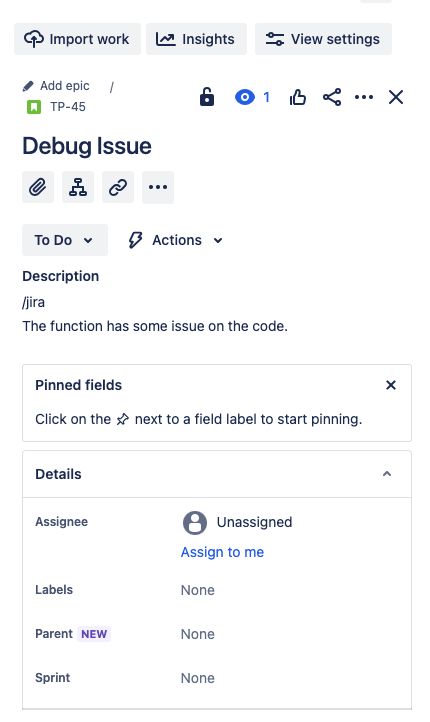 Import work Insights View settings
Add epic /
TP-45
1
Debug Issue
To Do Actions
Description
/jira
The function has some issue on the code.
Pinned fields
Click on the next to a field label to start pinning.
Details
Assignee Unassigned
Assign to me
Labels None
Parent NEW None
Sprint None